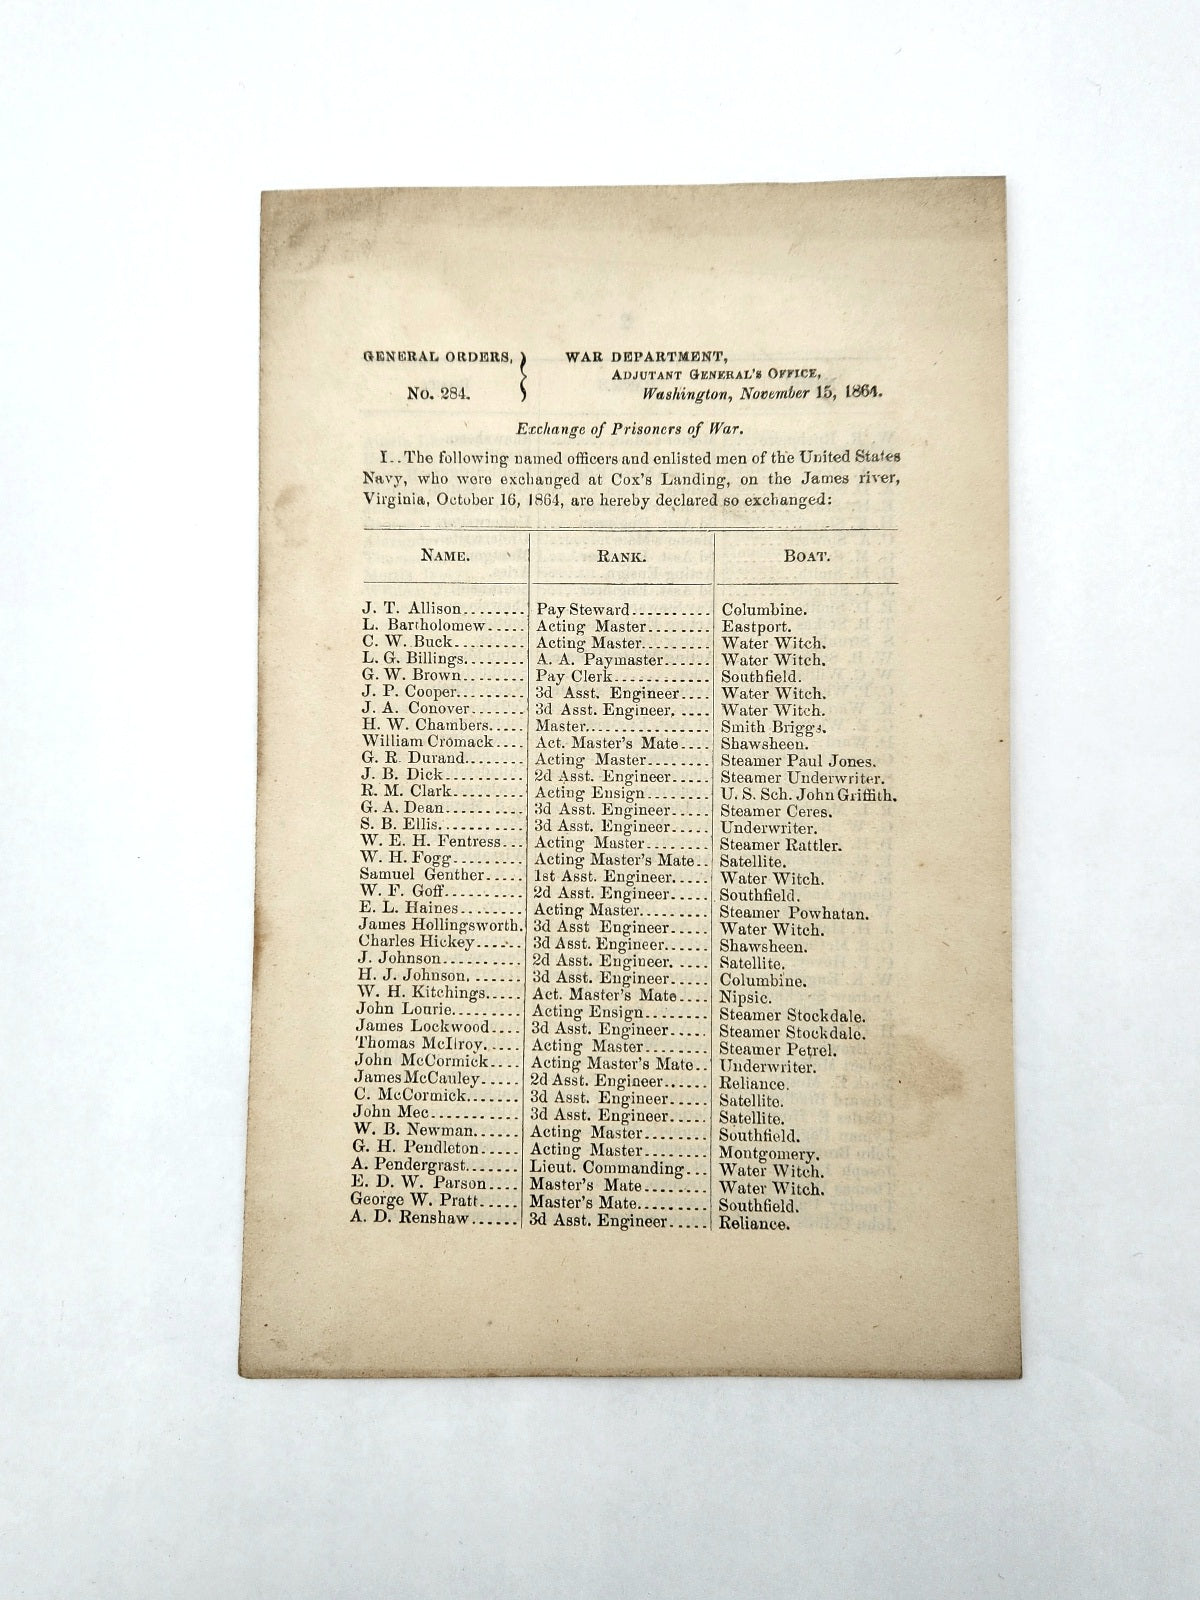 GENERAL ORDERS, } WAR DEPARTMENT,
ADJUTANT GENERAL'S OFFICE,
No. 284. Washington, November 15, 1864.
Exchange of Prisoners of War.
I..The following named officers and enlisted men of the United States
Navy, who were exchanged at Cox's Landing, on the James river,
Virginia, October 16, 1864, are hereby declared so exchanged:
NAME. RANK. BOAT.
J. T. Allison........ Pay Steward.......... Columbine.
L. Bartholomew..... Acting Master........ Eastport.
C. W. Buck......... Acting Master........ Water Witch.
L. G. Billings........ A. A. Paymaster....... Water Witch.
G. W. Brown........ Pay Clerk............ Southfield.
J. P. Cooper......... 3d Asst. Engineer.... Water Witch.
J. A. Conover....... 3d Asst. Engineer. .... Water Witch.
H. W. Chambers..... Master............... Smith Briggs.
William Cromack.... Act. Master's Mate.... Shawsheen.
G. R. Durand........ Acting Master........ Steamer Paul Jones.
J. B. Dick........... 2d Asst. Engineer..... Steamer Underwriter.
R. M. Clark.......... Acting Ensign........ U. S. Sch. John Griffith.
G. A. Dean.......... 3d Asst. Engineer..... Steamer Ceres.
S. B. Ellis........... 3d Asst. Engineer..... Underwriter.
W. E. H. Fentress... Acting Master........ Steamer Rattler.
W. H. Fogg......... Acting Master's Mate.. Satellite.
Samuel Genther..... 1st Asst. Engineer..... Water Witch.
W. F. Goff.......... 2d Asst. Engineer..... Southfield.
E. L. Haines........ Acting Master......... Steamer Powhatan.
James Hollingsworth. 3d Asst Engineer..... Water Witch.
Charles Hickey...... 3d Asst. Engineer...... Shawsheen.
J. Johnson.......... 2d Asst. Engineer. .... Satellite.
H. J. Johnson....... 3d Asst. Engineer..... Columbine.
W. H. Kitchings..... Act. Master's Mate.... Nipsic.
John Lourie......... Acting Ensign........ Steamer Stockdale.
James Lockwood.... 3d Asst. Engineer..... Steamer Stockdale.
Thomas McIlroy..... Acting Master........ Steamer Petrel.
John McCormick.... Acting Master's Mate.. Underwriter.
James McCauley..... 2d Asst. Engineer...... Reliance.
C. McCormick....... 3d Asst. Engineer..... Satellite.
John Mee........... 3d Asst. Engineer..... Satellite.
W. B. Newman...... Acting Master........ Southfield.
G. H. Pendleton..... Acting Master........ Montgomery.
A. Pendergrast....... Lieut. Commanding... Water Witch.
E. D. W. Parson.... Master's Mate........ Water Witch.
George W. Pratt..... Master's Mate......... Southfield.
A. D. Renshaw...... 3d Asst. Engineer..... Reliance.